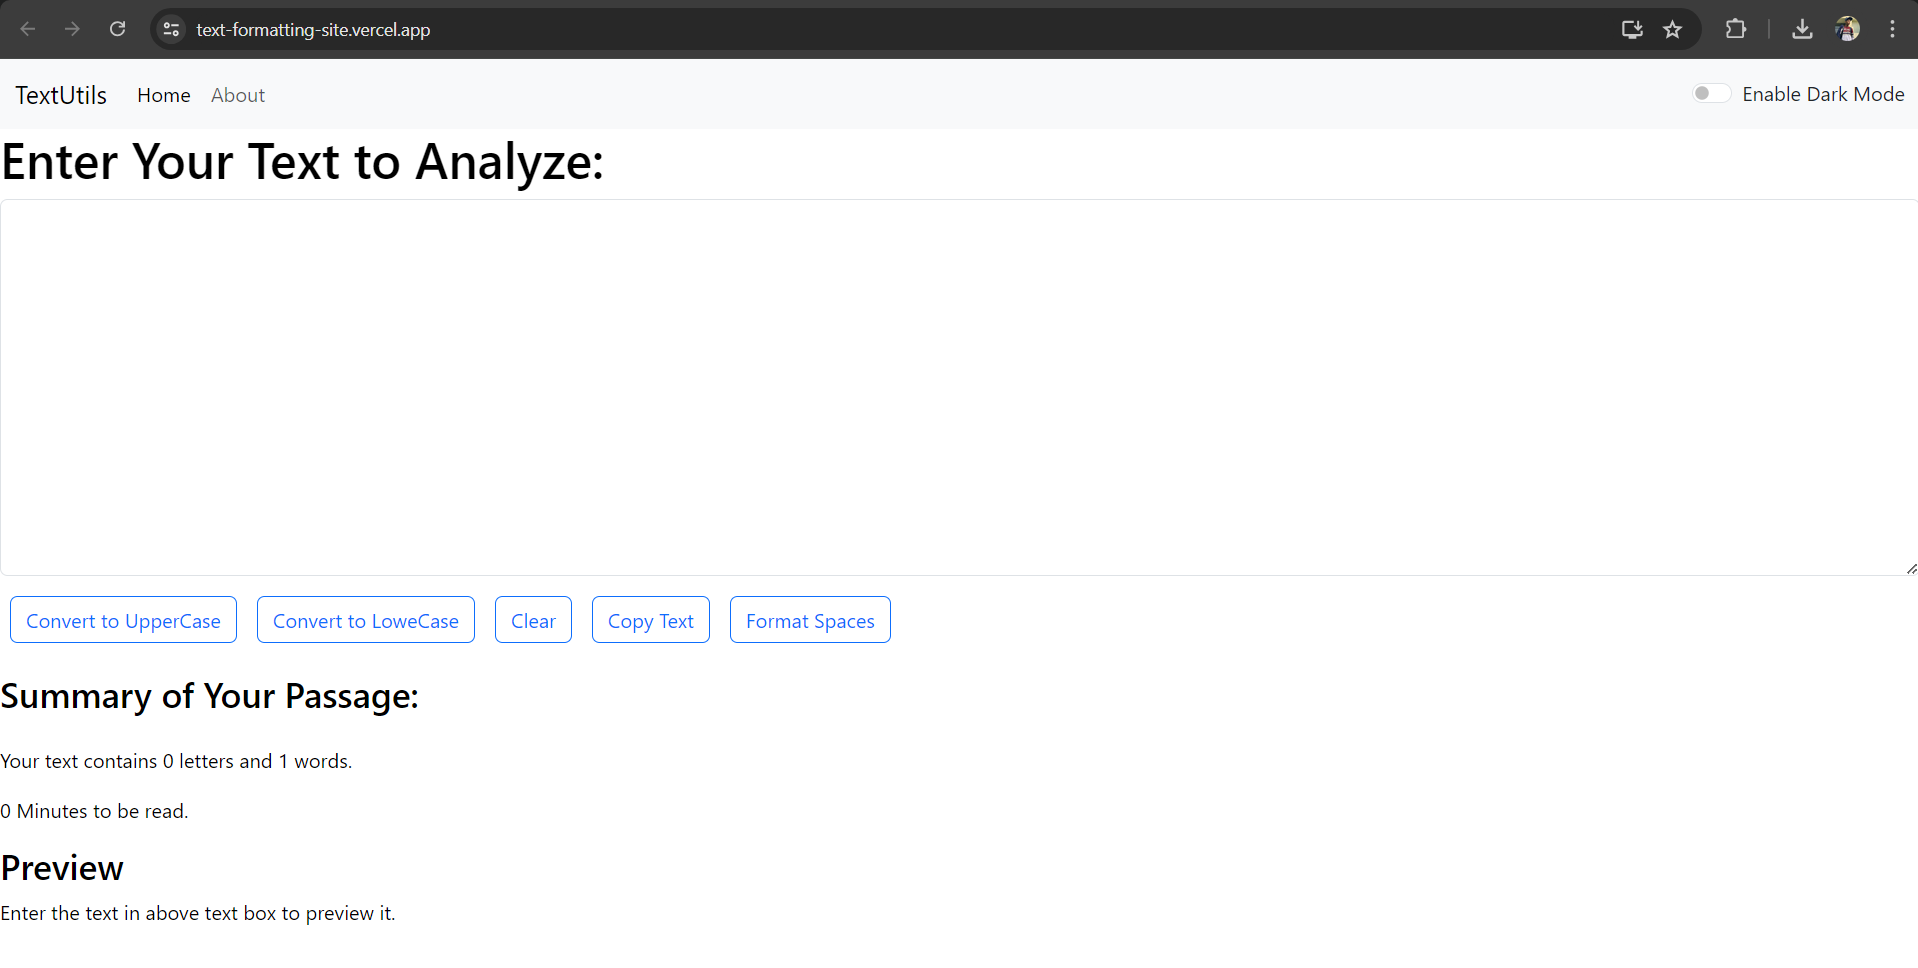 text-formatting-site.vercel.app
TextUtils Home About Enable Dark Mode
Enter Your Text to Analyze:
Convert to UpperCase Convert to LoweCase Clear Copy Text Format Spaces
Summary of Your Passage:
Your text contains 0 letters and 1 words.
0 Minutes to be read.
Preview
Enter the text in above text box to preview it.